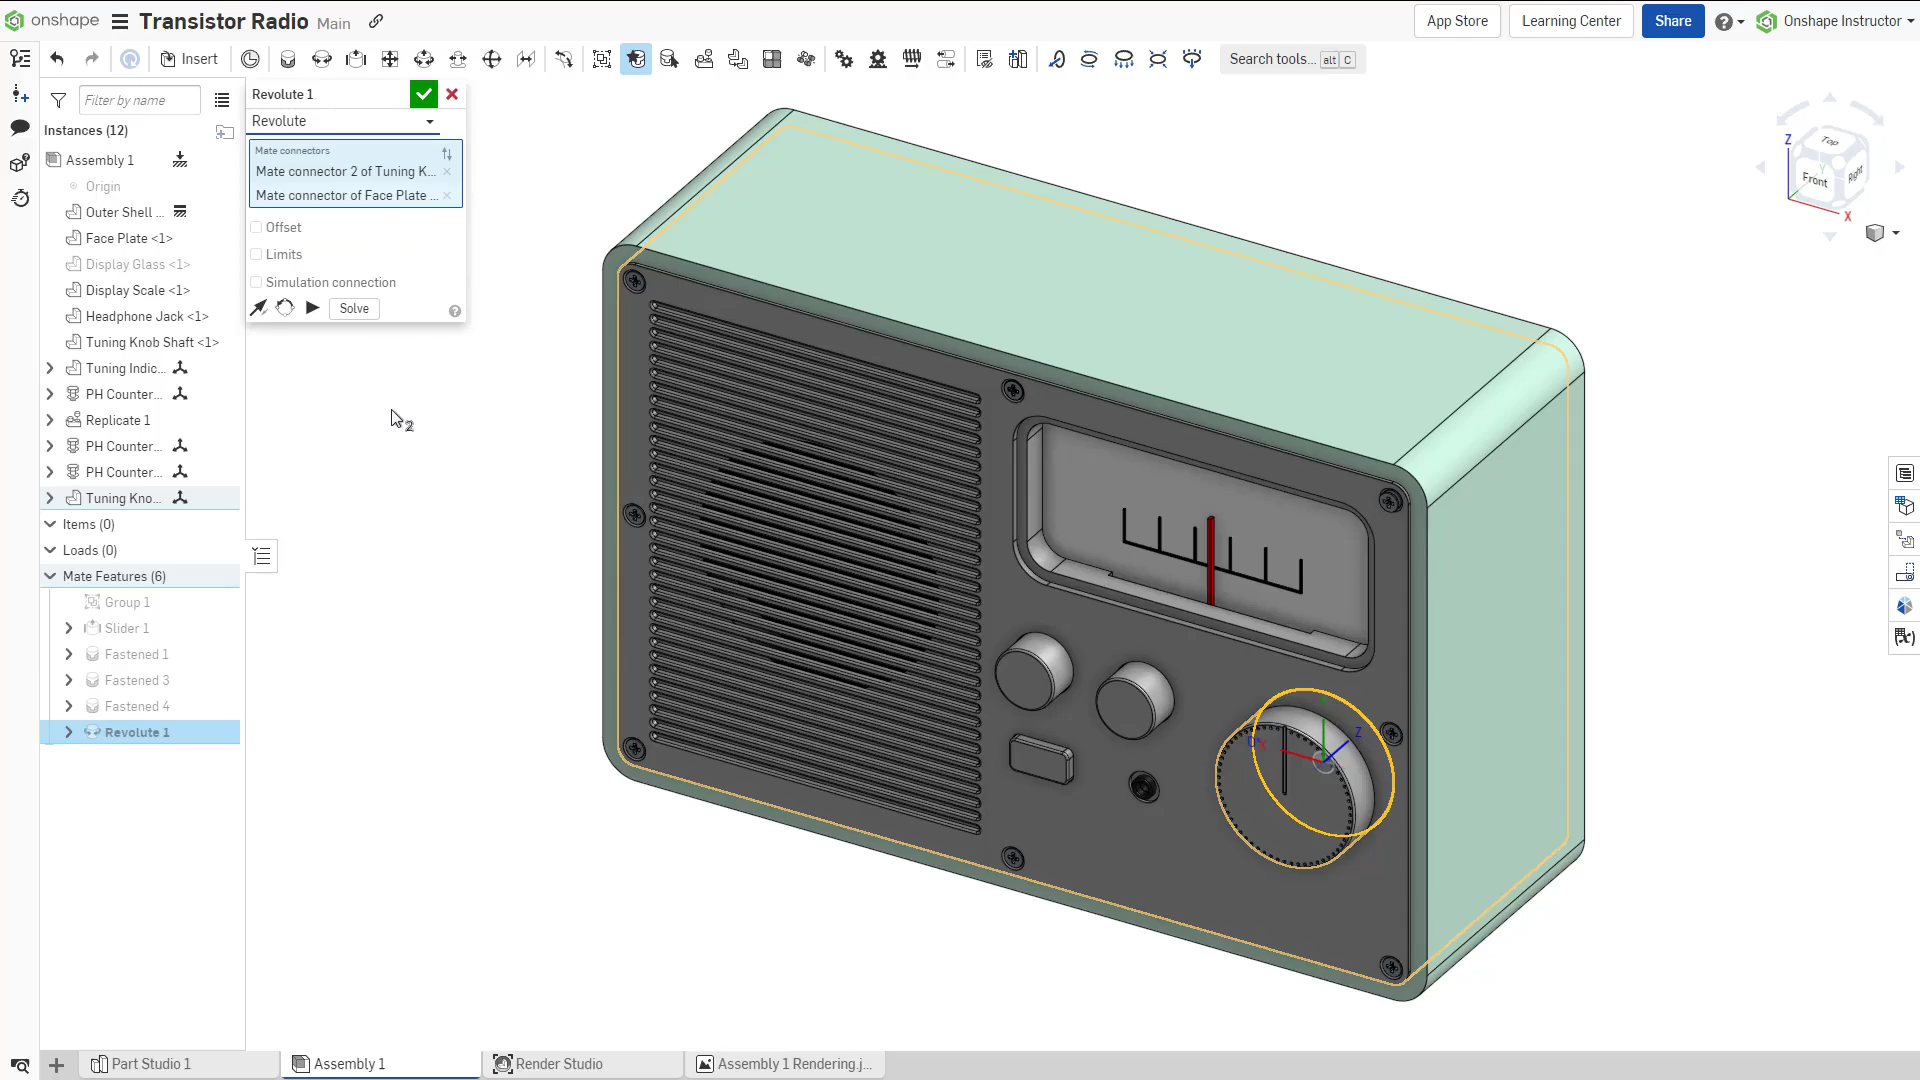 onshape Transistor Radio Main
App Store
Learning Center
Share
Onshape Instructor
Insert
Search tools... alt C
Filter by name
Instances (12)
Assembly 1
Origin
Outer Shell ...
Face Plate <1>
Display Glass <1>
Display Scale <1>
Headphone Jack <1>
Tuning Knob Shaft <1>
Tuning Indic...
PH Counter...
Replicate 1
PH Counter...
PH Counter...
Tuning Kno...
Items (0)
Loads (0)
Mate Features (6)
Group 1
Slider 1
Fastened 1
Fastened 3
Fastened 4
Revolute 1
Revolute 1
Revolute
Mate connectors
Mate connector 2 of Tuning K...
Mate connector of Face Plate ...
Offset
Limits
Simulation connection
Solve
2
Z
Top
Front
Right
Y
X
Z
Part Studio 1
Assembly 1
Render Studio
Assembly 1 Rendering.j...